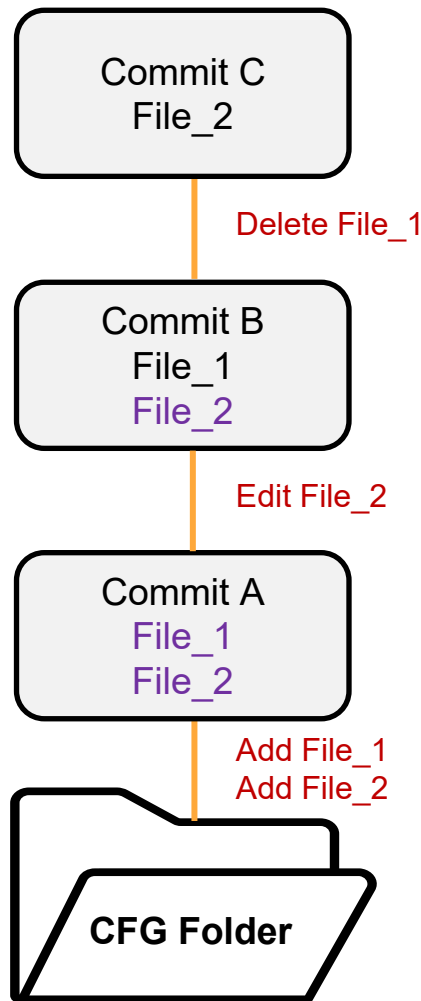 Commit C
File_2
Delete File_1
Commit B
File_1
File_2
Edit File_2
Commit A
File_1
File_2
Add File_1
Add File_2
CFG Folder